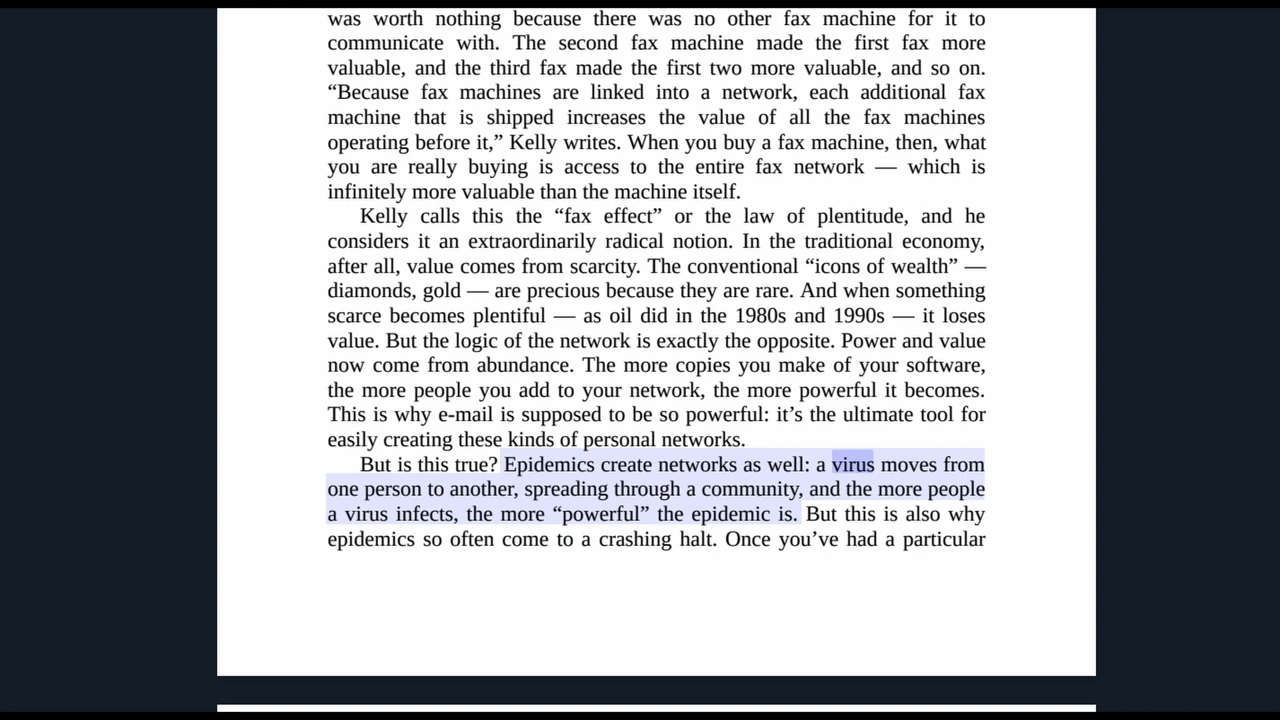 was worth nothing because there was no other fax machine for it to
communicate with. The second fax machine made the first fax more
valuable, and the third fax made the first two more valuable, and so on.
“Because fax machines are linked into a network, each additional fax
machine that is shipped increases the value of all the fax machines
operating before it,” Kelly writes. When you buy a fax machine, then, what
you are really buying is access to the entire fax network — which is
infinitely more valuable than the machine itself.
Kelly calls this the “fax effect” or the law of plentitude, and he
considers it an extraordinarily radical notion. In the traditional economy,
after all, value comes from scarcity. The conventional “icons of wealth” —
diamonds, gold — are precious because they are rare. And when something
scarce becomes plentiful — as oil did in the 1980s and 1990s — it loses
value. But the logic of the network is exactly the opposite. Power and value
now come from abundance. The more copies you make of your software,
the more people you add to your network, the more powerful it becomes.
This is why e-mail is supposed to be so powerful: it’s the ultimate tool for
easily creating these kinds of personal networks.
But is this true? Epidemics create networks as well: a virus moves from
one person to another, spreading through a community, and the more people
a virus infects, the more “powerful” the epidemic is. But this is also why
epidemics so often come to a crashing halt. Once you’ve had a particular